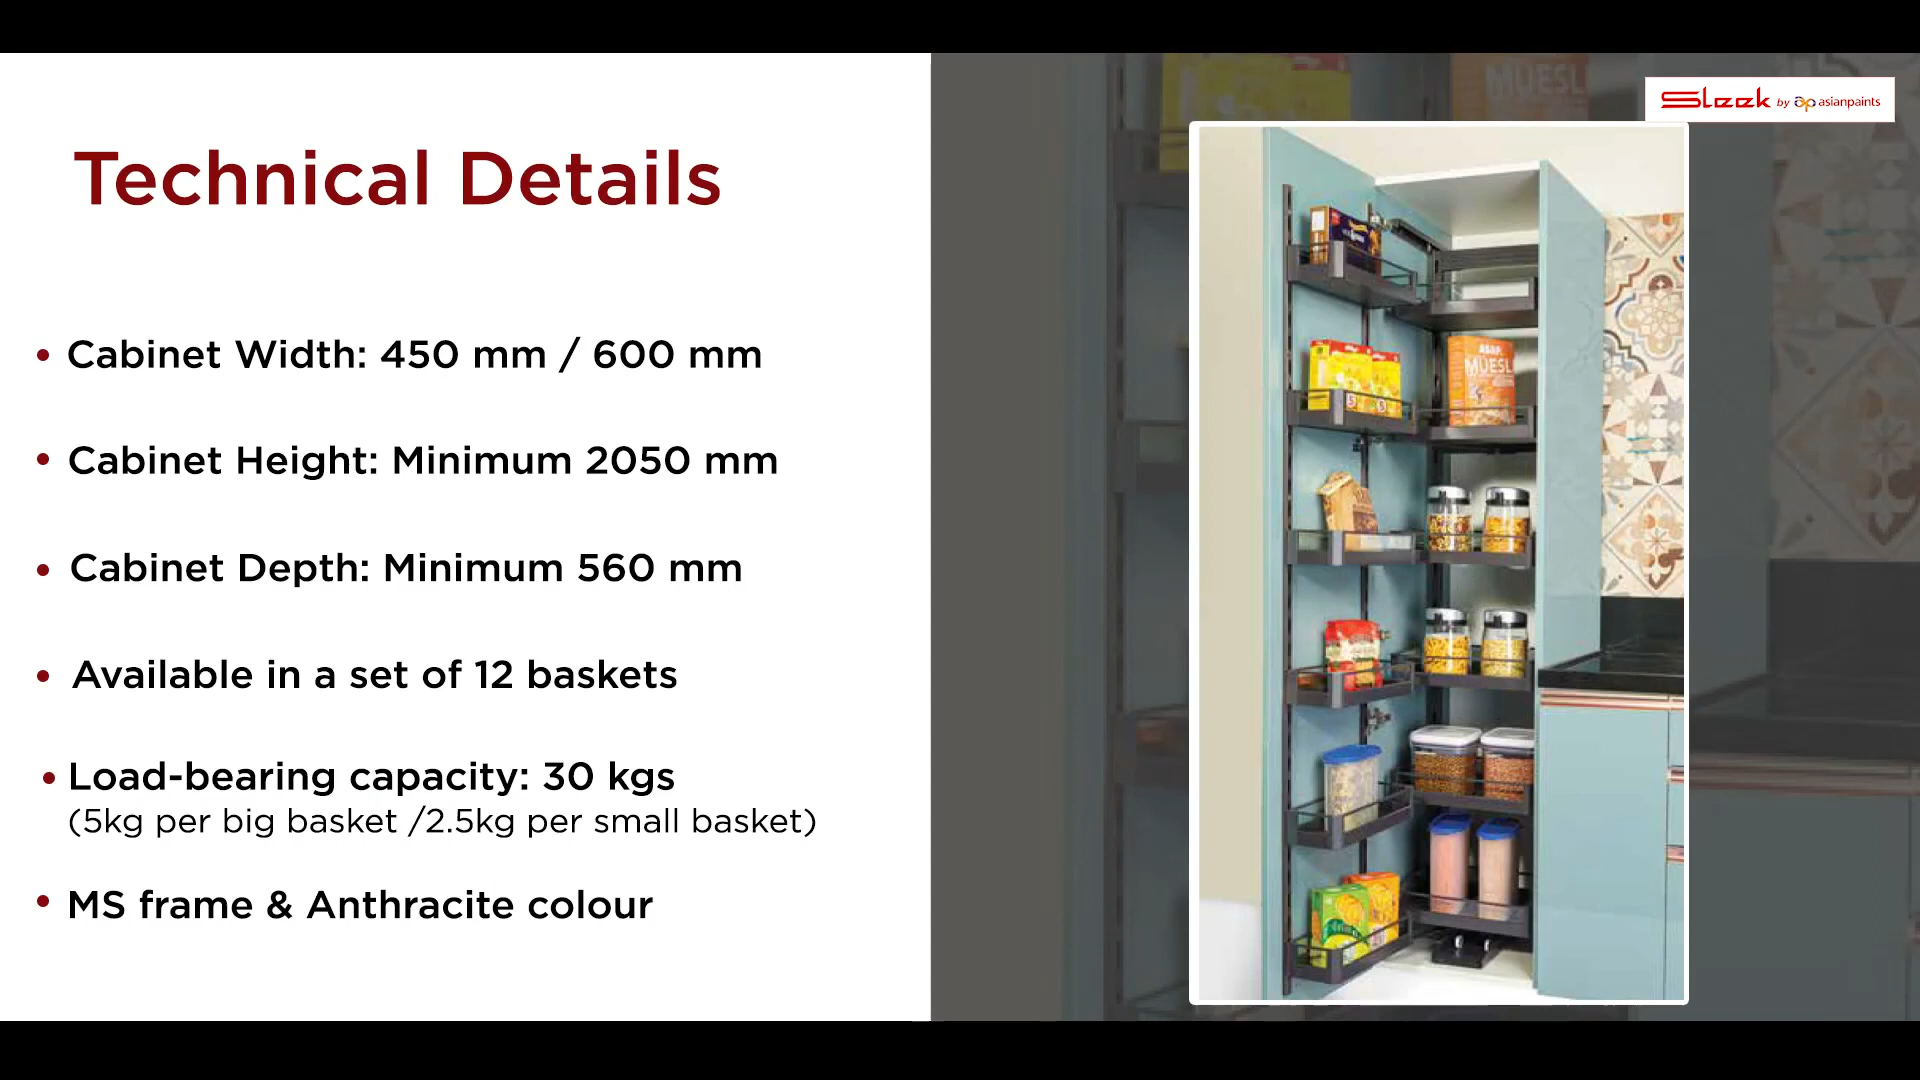 Sleek by ap asianpaints
Technical Details
• Cabinet Width: 450 mm / 600 mm
• Cabinet Height: Minimum 2050 mm
• Cabinet Depth: Minimum 560 mm
• Available in a set of 12 baskets
• Load-bearing capacity: 30 kgs
(5kg per big basket /2.5kg per small basket)
• MS frame & Anthracite colour
MUESLI